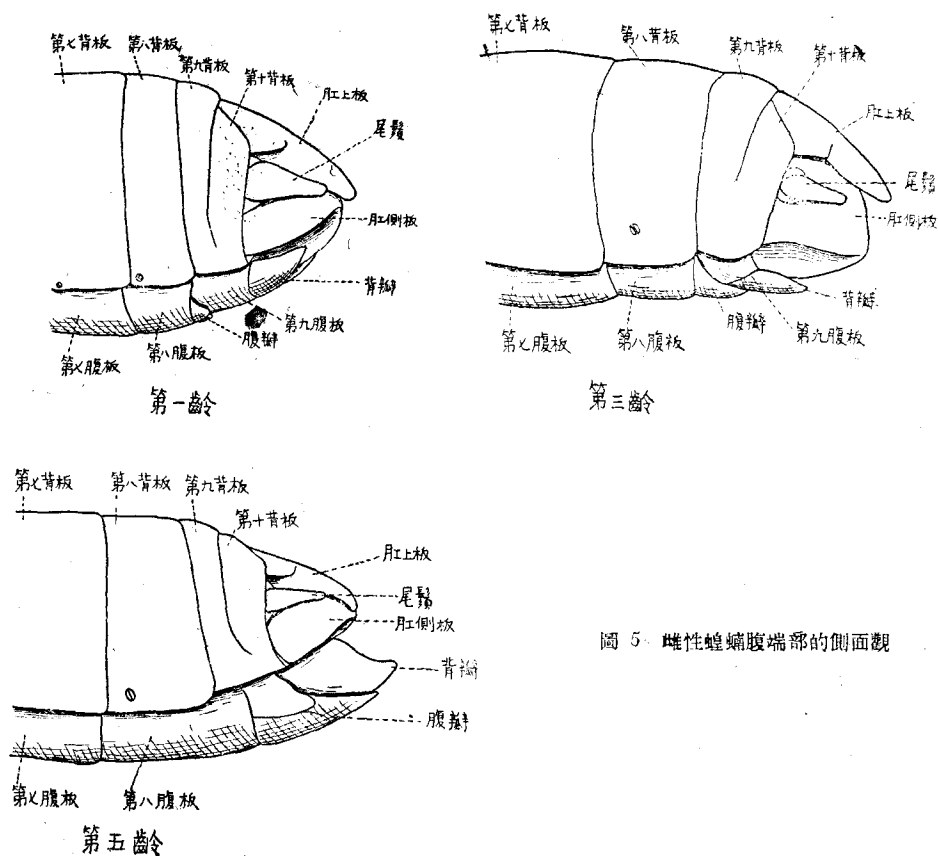 第七背板
第八背板
第九背板
第十背板
肛上板
尾鬚
肛側板
背瓣
第九腹板
腹瓣
第八腹板
第七腹板
第一齡
第七背板
第八背板
第九背板
第十背板
肛上板
尾鬚
肛側板
背瓣
第九腹板
腹瓣
第八腹板
第七腹板
第三齡
第七背板
第八背板
第九背板
第十背板
肛上板
尾鬚
肛側板
背瓣
腹瓣
第七腹板
第八腹板
第五齡
圖 5 雌性蝗蝻腹端部的側面觀